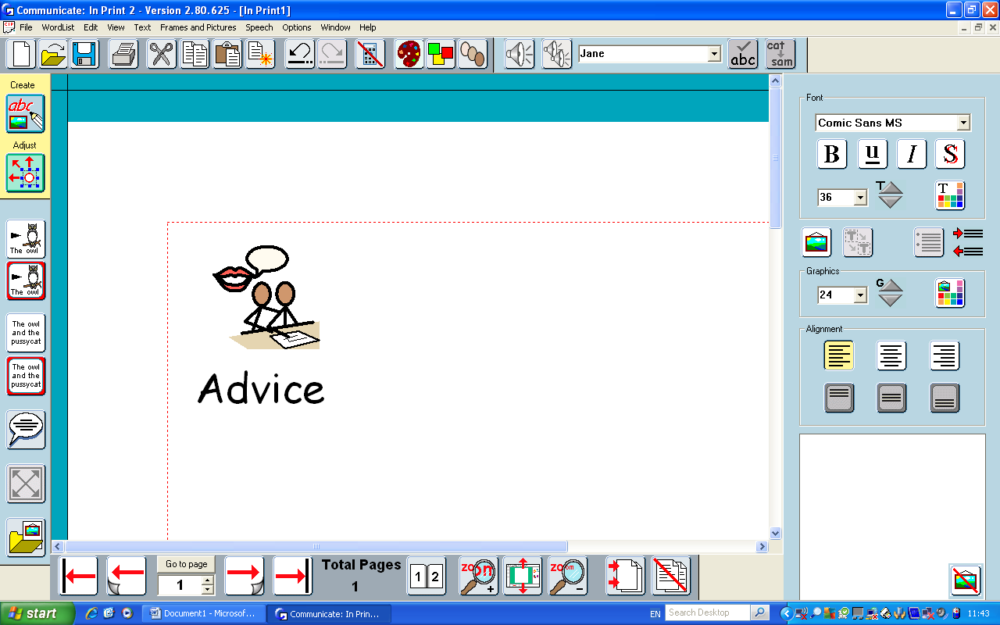 Communicate: In Print 2 - Version 2.80.625 - [In Print1]
File WordList Edit View Text Frames and Pictures Speech Options Window Help
Jane
abc
cat
sam
Create
abc
Adjust
The owl
The owl
The owl
and the
pussycat
The owl
and the
pussycat
Advice
Font
Comic Sans MS
B u I S
36
T
T
Graphics
24
G
Alignment
Go to page
1
Total Pages
1
1 2
zoom
+
zoom
-
start
Document1 - Microsof...
Communicate: In Prin...
EN
Search Desktop
11:43